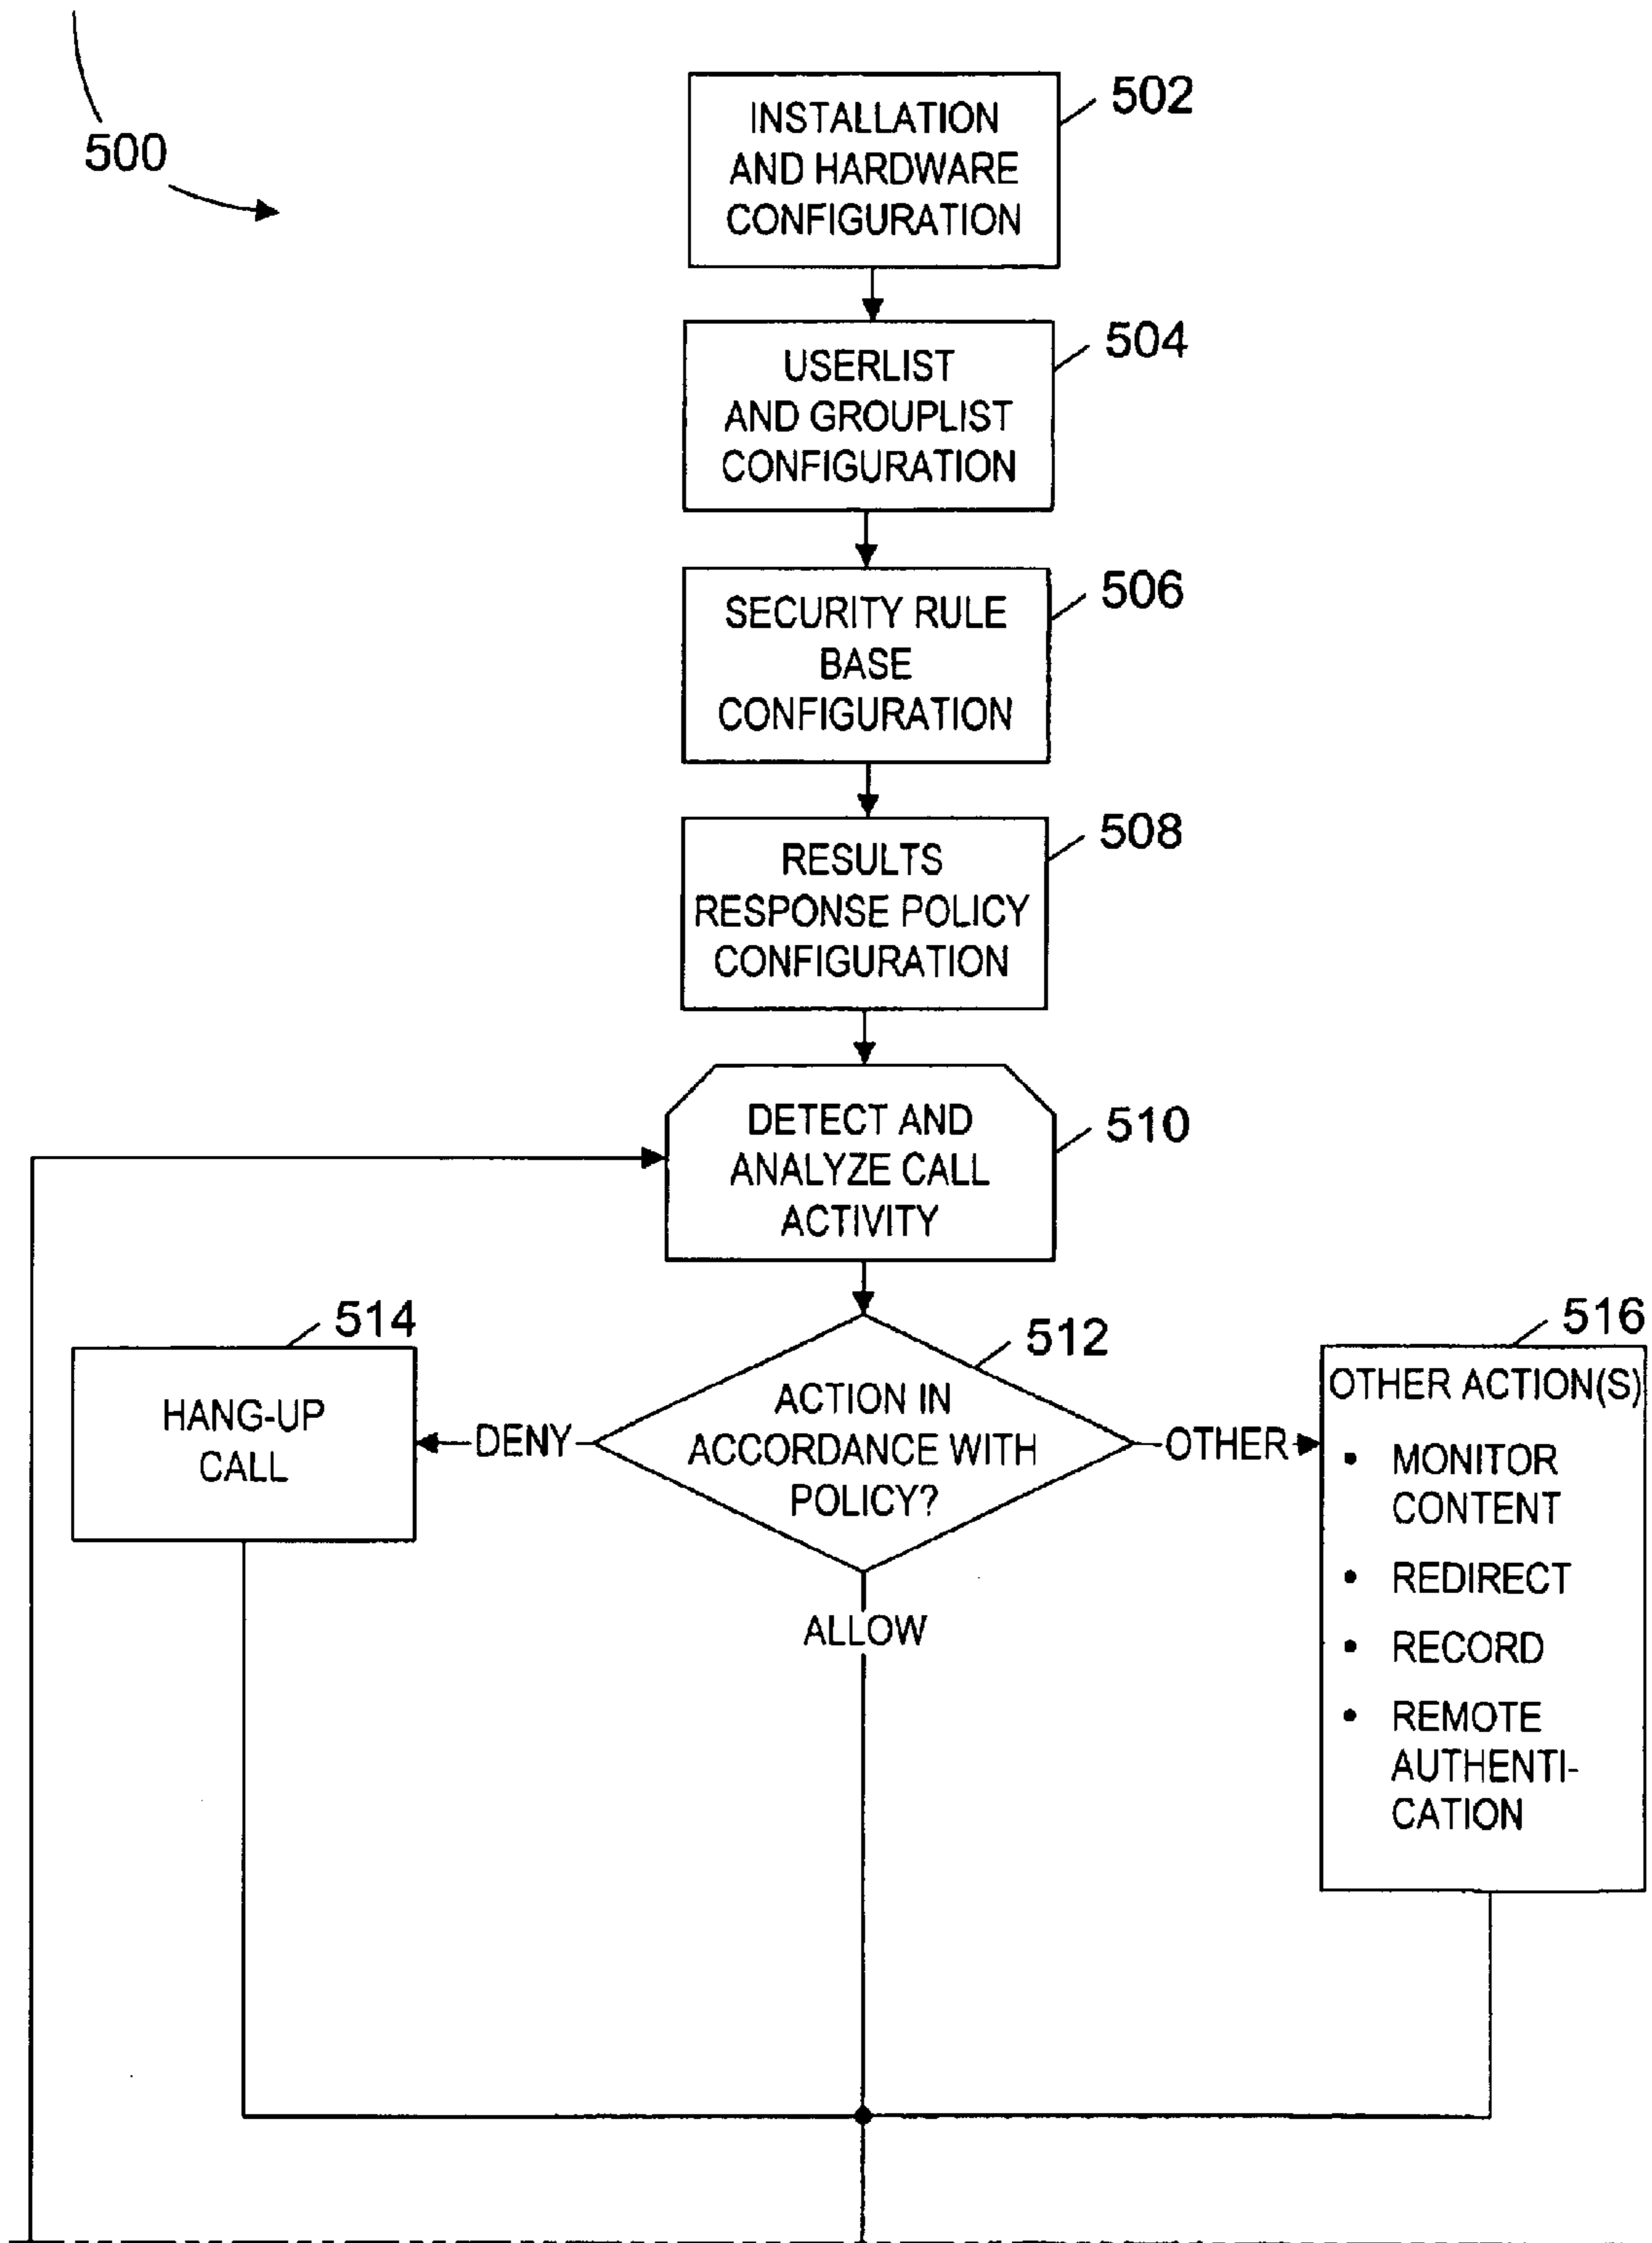 500
502
INSTALLATION
AND HARDWARE
CONFIGURATION
504
USERLIST
AND GROUPLIST
CONFIGURATION
506
SECURITY RULE
BASE
CONFIGURATION
508
RESULTS
RESPONSE POLICY
CONFIGURATION
510
DETECT AND
ANALYZE CALL
ACTIVITY
512
ACTION IN
ACCORDANCE WITH
POLICY?
DENY
514
HANG-UP
CALL
OTHER
516
OTHER ACTION(S)
• MONITOR
CONTENT
• REDIRECT
• RECORD
• REMOTE
AUTHENTI-
CATION
ALLOW